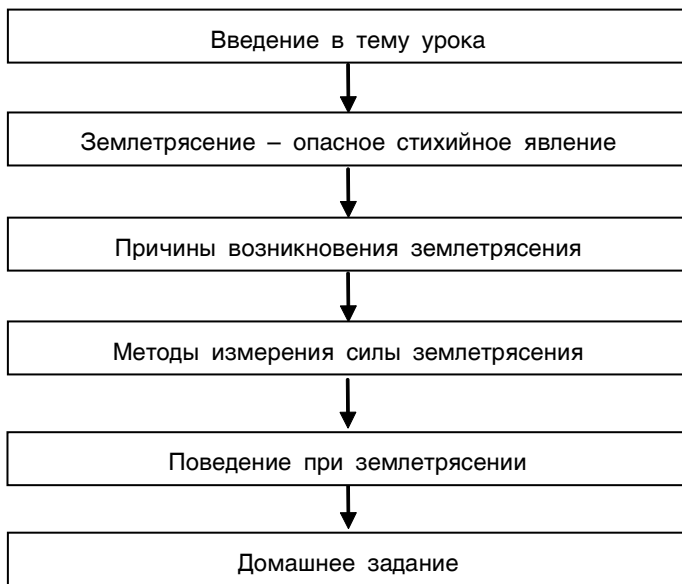 Введение в тему урока
Землетрясение – опасное стихийное явление
Причины возникновения землетрясения
Методы измерения силы землетрясения
Поведение при землетрясении
Домашнее задание